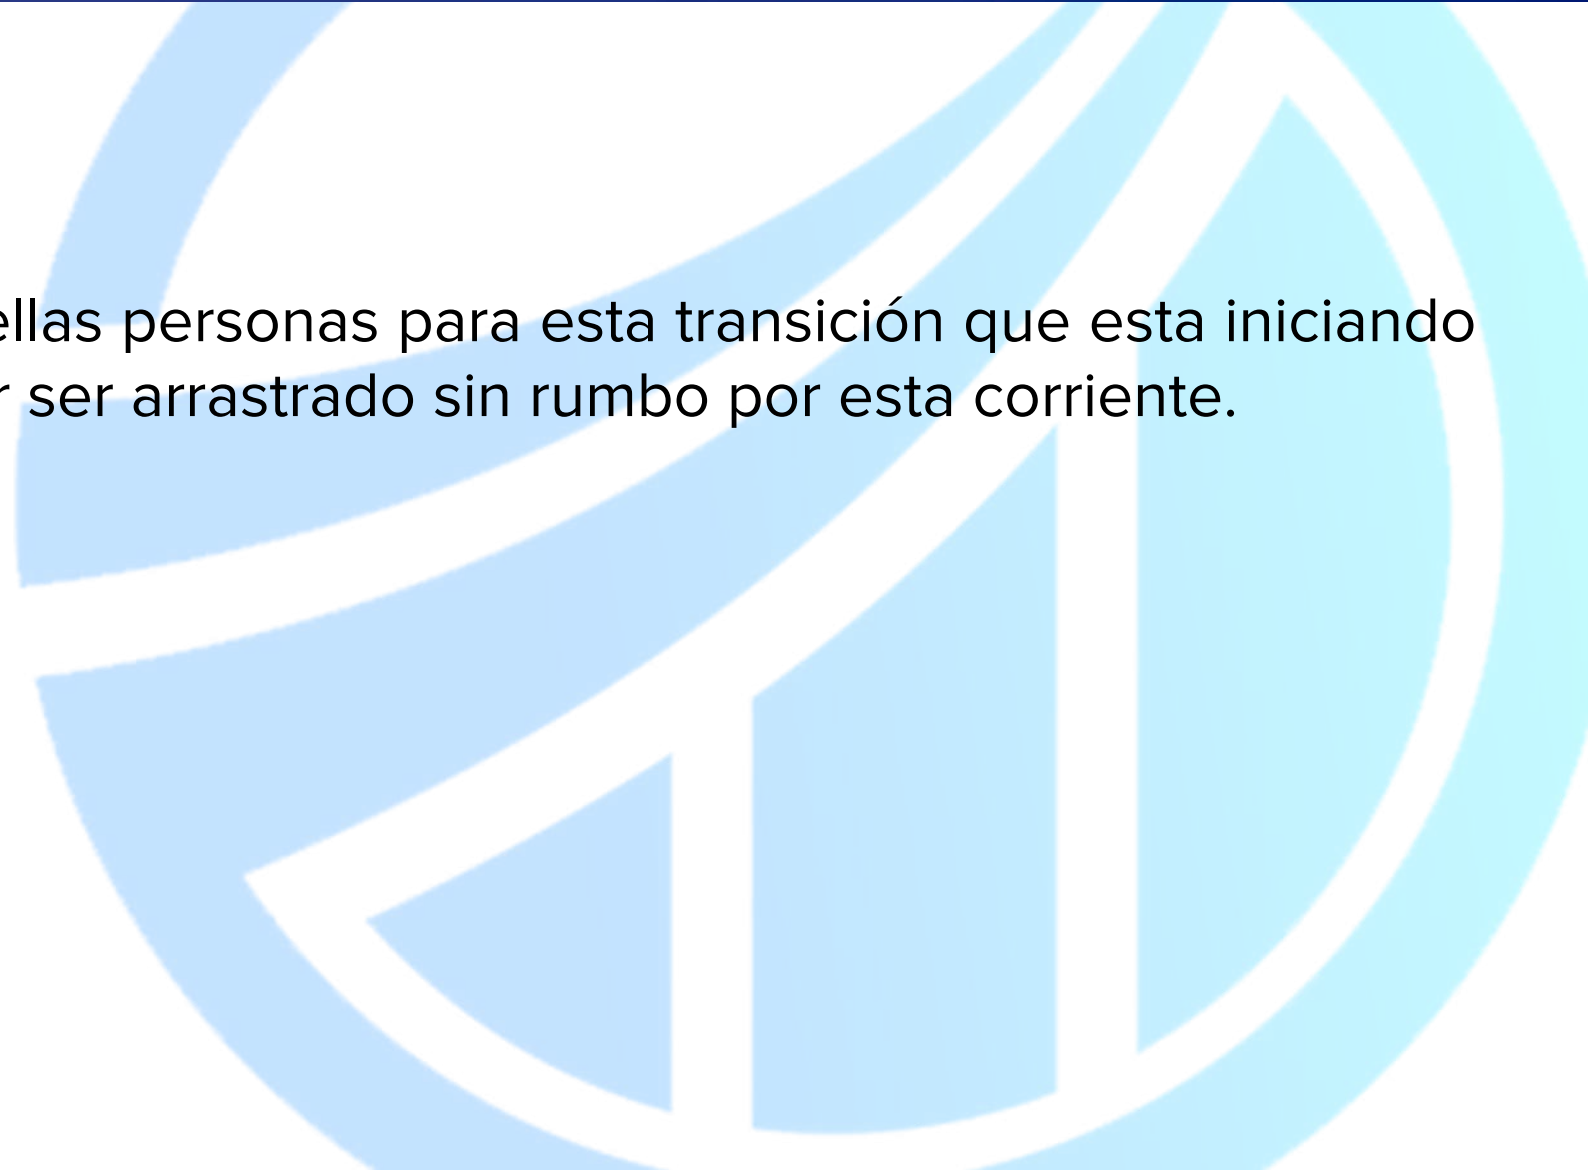 ellas personas para esta transición que esta iniciando
r ser arrastrado sin rumbo por esta corriente.